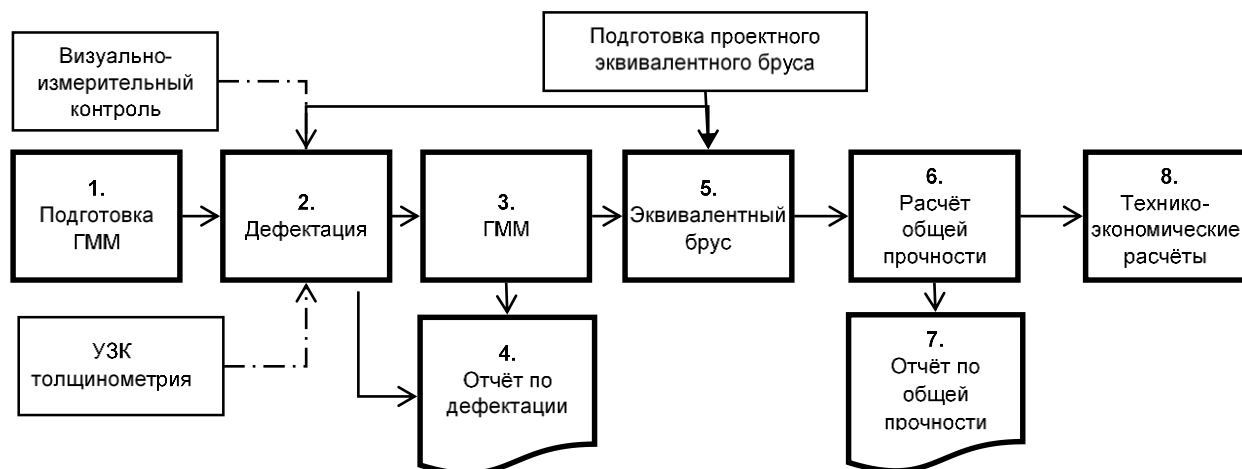 Визуально-
измерительный
контроль
Подготовка проектного
эквивалентного бруса
1.
Подготовка
ГММ
2.
Дефектация
3.
ГММ
5.
Эквивалентный
брус
6.
Расчёт
общей
прочности
8.
Технико-
экономические
расчёты
УЗК
толщинометрия
4.
Отчёт по
дефектации
7.
Отчёт по
общей
прочности